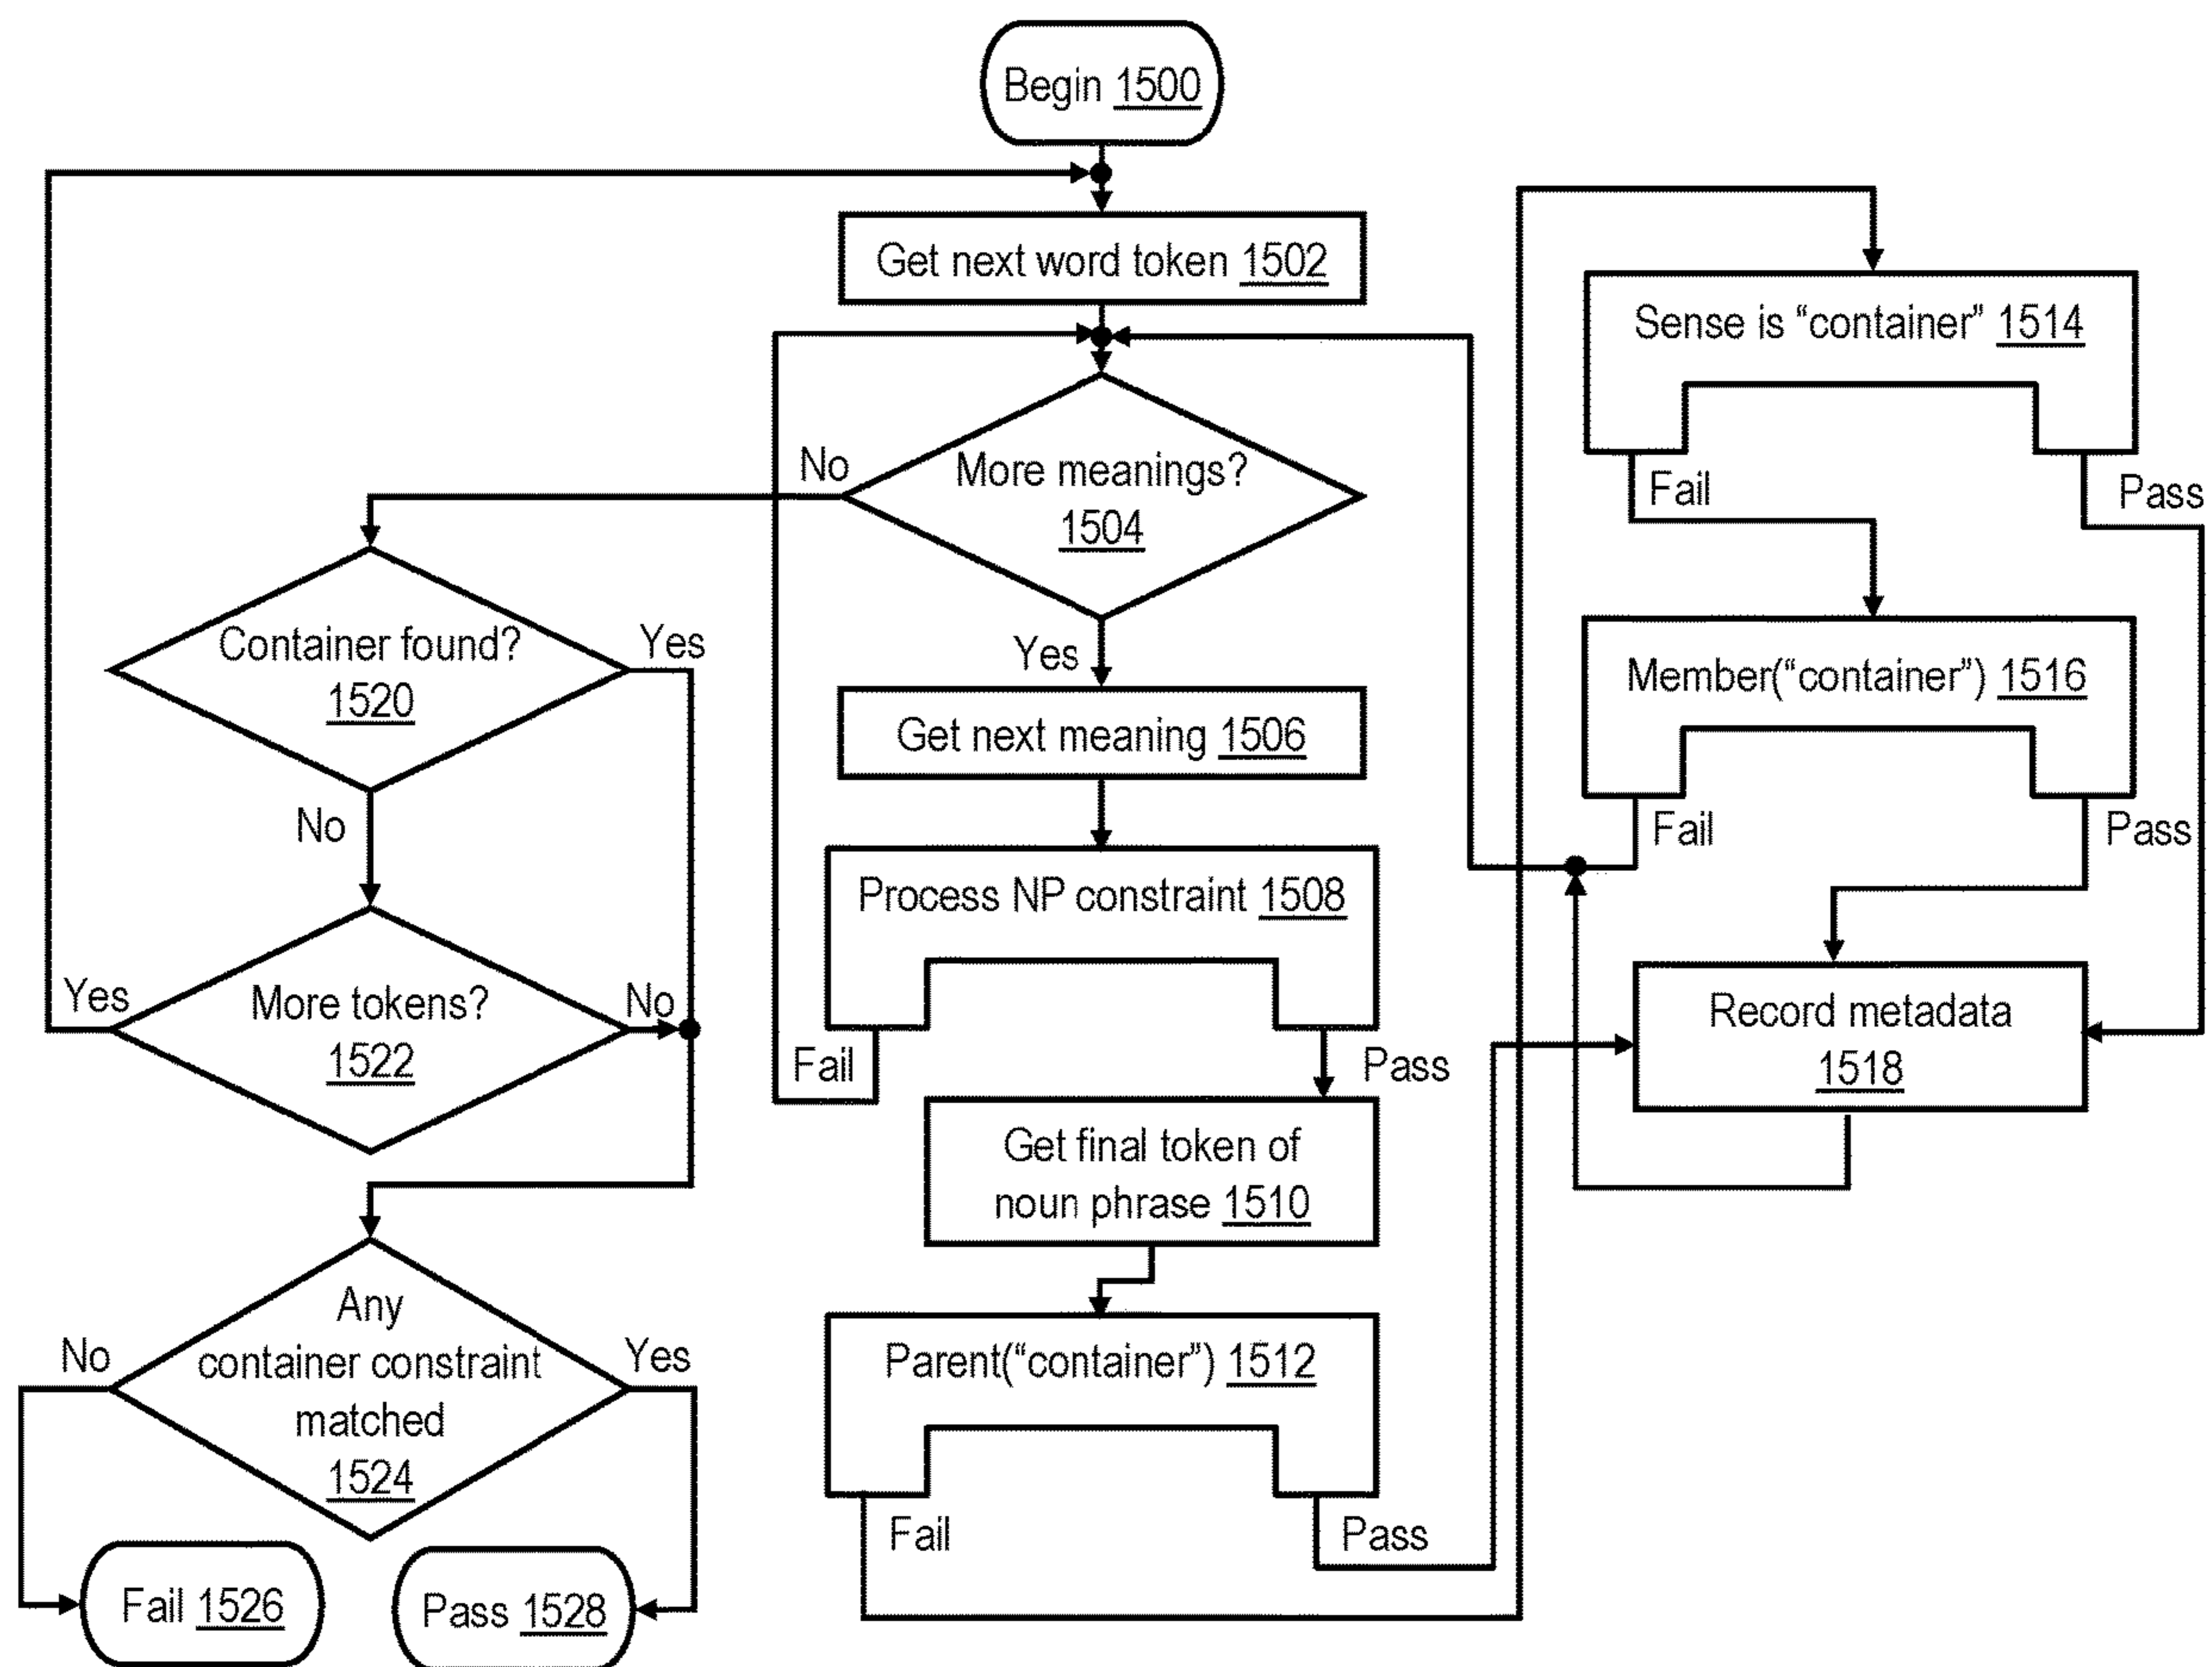 Begin 1500
Get next word token 1502
Sense is “container” 1514
Fail
Pass
No
More meanings?
1504
Yes
Container found?
1520
Yes
No
Get next meaning 1506
Member(“container”) 1516
Fail
Pass
Process NP constraint 1508
Fail
Pass
Yes
More tokens?
1522
No
Record metadata
1518
Get final token of
noun phrase 1510
Parent(“container”) 1512
Fail
Pass
Any
container constraint
matched
1524
No
Yes
Fail 1526
Pass 1528